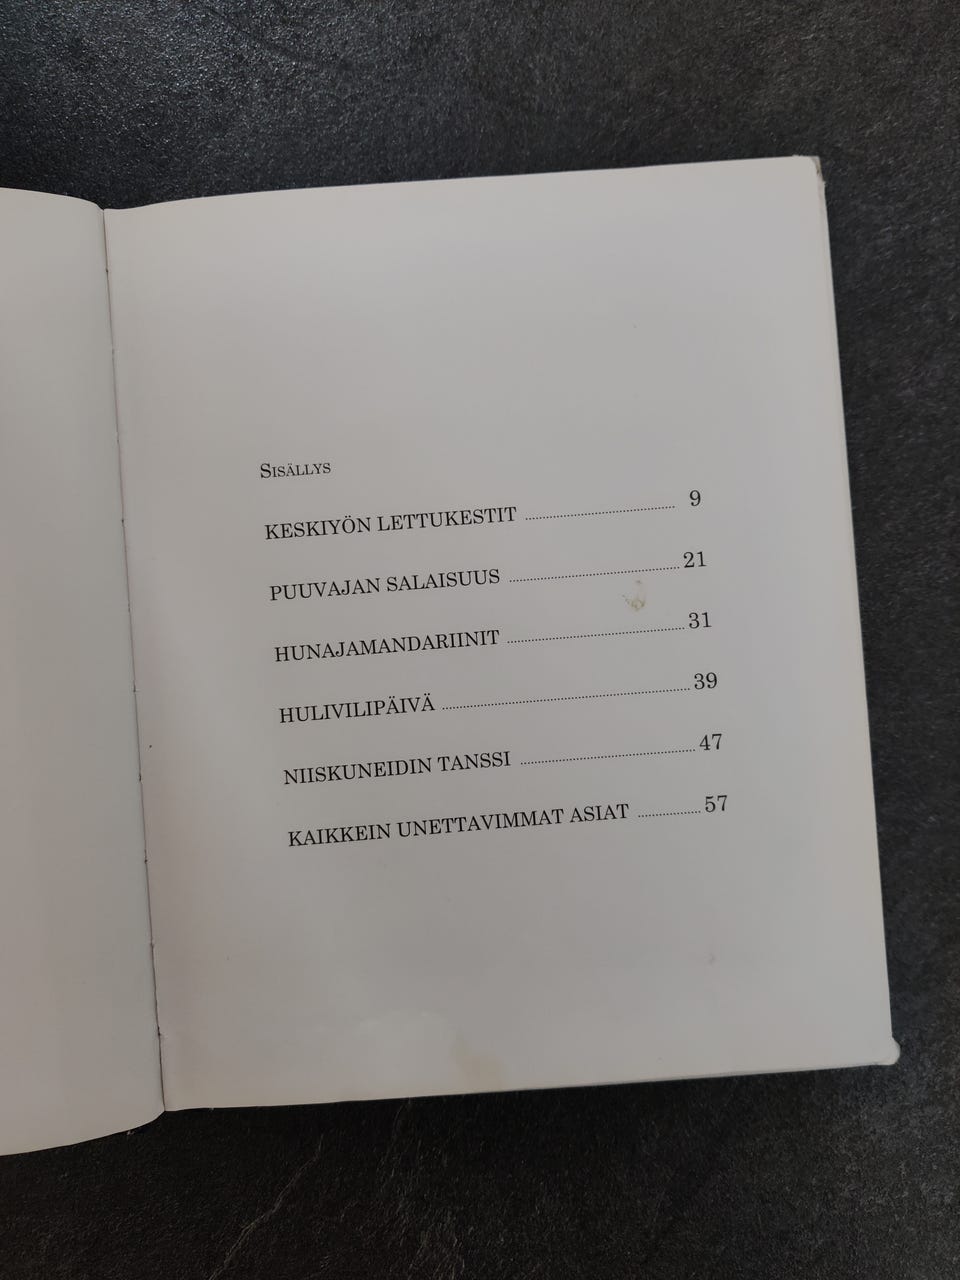 Sisällys
KESKIYÖN LETTUKESTIT ........................................ 9
PUUVAJAN SALAISUUS ........................................ 21
HUNAJAMANDARIINIT ........................................ 31
HULIVILIPÄIVÄ ........................................ 39
NIISKUNEIDIN TANSSI ........................................ 47
KAIKKEIN UNETTAVIMMAT ASIAT .................... 57